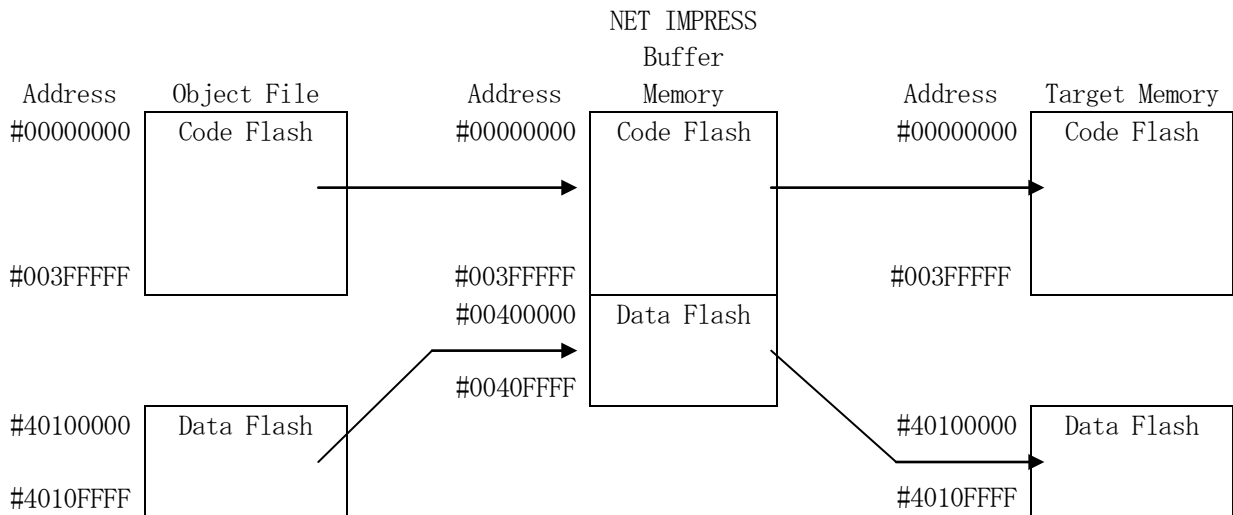 NET IMPRESS
Buffer
Address Object File Address Memory Address Target Memory
#00000000 Code Flash #00000000 Code Flash #00000000 Code Flash
#003FFFFF #003FFFFF #003FFFFF
#00400000 Data Flash
#0040FFFF
#40100000 Data Flash #40100000 Data Flash
#4010FFFF #4010FFFF